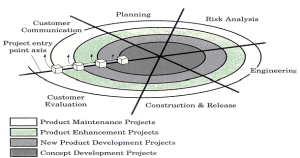 Planning
Customer
Communication
Risk Analysis
Project entry
point axis
Engineering
Customer
Evaluation
Construction & Release
Product Maintenance Projects
Product Enhancement Projects
New Product Development Projects
Concept Development Projects